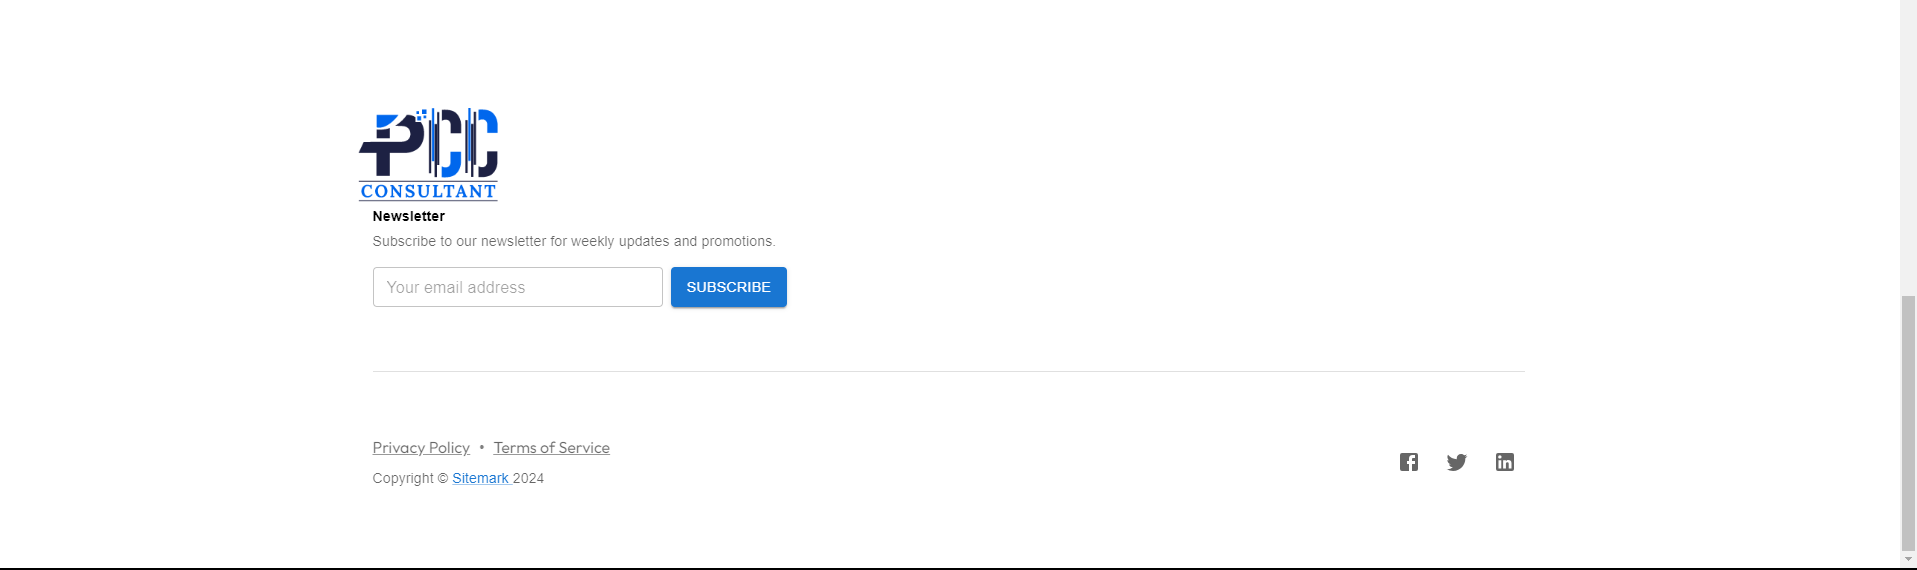 PCC
CONSULTANT
Newsletter
Subscribe to our newsletter for weekly updates and promotions.
Your email address
SUBSCRIBE
Privacy Policy • Terms of Service
Copyright © Sitemark 2024